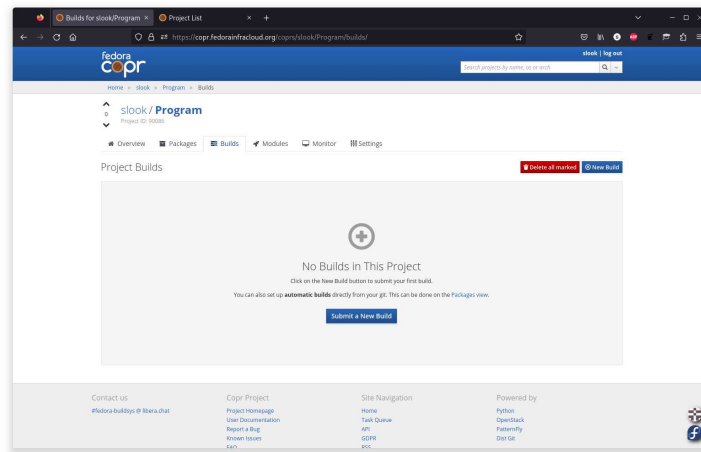 Builds for slook/Program
Project List
https://copr.fedorainfracloud.org/coprs/slook/Program/builds/
fedora
copr
slook | log out
Search projects by name, os or arch
Home
slook
Program
Builds
0
slook / Program
Project ID: 90086
Overview
Packages
Builds
Modules
Monitor
Settings
Project Builds
Delete all marked
New Build
No Builds in This Project
Click on the New Build button to submit your first build.
You can also set up automatic builds directly from your git. This can be done on the Packages view.
Submit a New Build
Contact us
#fedora-buildsys @ libera.chat
Copr Project
Project Homepage
User Documentation
Report a Bug
Known Issues
FAQ
Site Navigation
Home
Task Queue
API
GDPR
RSS
Powered by
Python
OpenStack
PatternFly
Dist Git